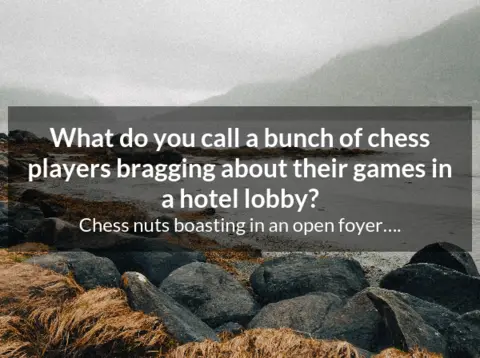 What do you call a bunch of chess
players bragging about their games in
a hotel lobby?
Chess nuts boasting in an open foyer....